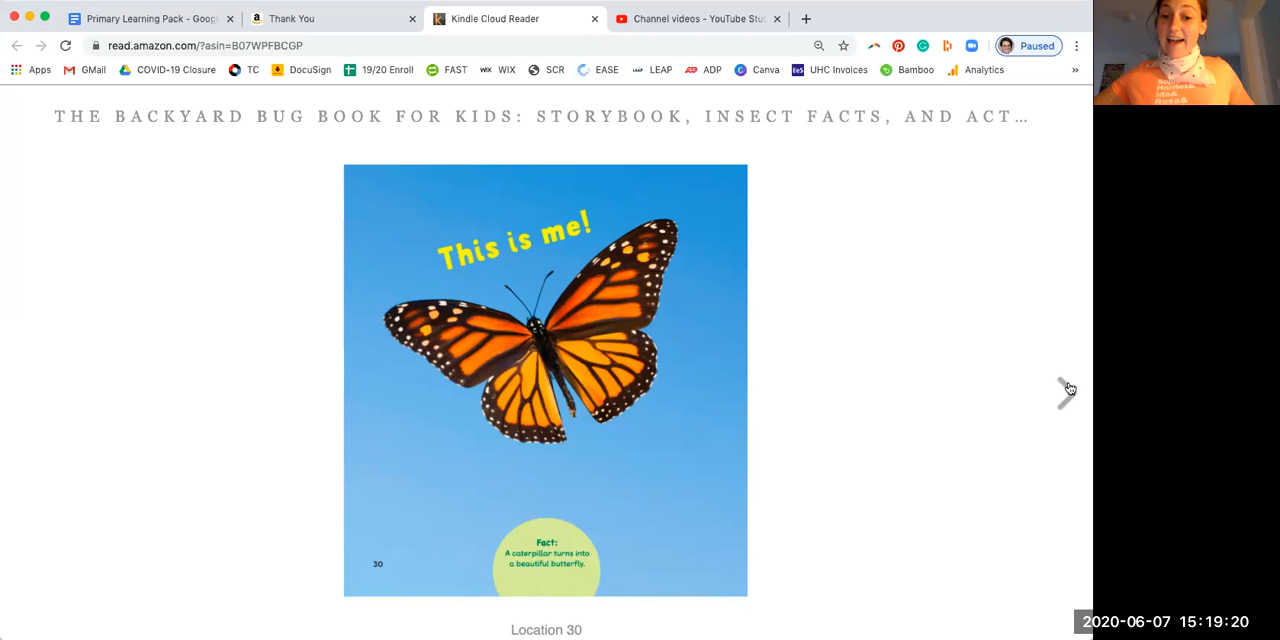 Primary Learning Pack - Googl
Thank You
Kindle Cloud Reader
Channel videos - YouTube Stu
read.amazon.com/?asin=B07WPFBCGP
Paused
Apps
GMail
COVID-19 Closure
TC
DocuSign
19/20 Enroll
FAST
WIX
WIX
SCR
EASE
LEAP
ADP
Canva
EeS
UHC Invoices
Bamboo
Analytics
»
THE BACKYARD BUG BOOK FOR KIDS: STORYBOOK, INSECT FACTS, AND ACT...
This is me!
Fact:
A caterpillar turns into
a beautiful butterfly.
30
Location 30
2020-06-07 15:19:20